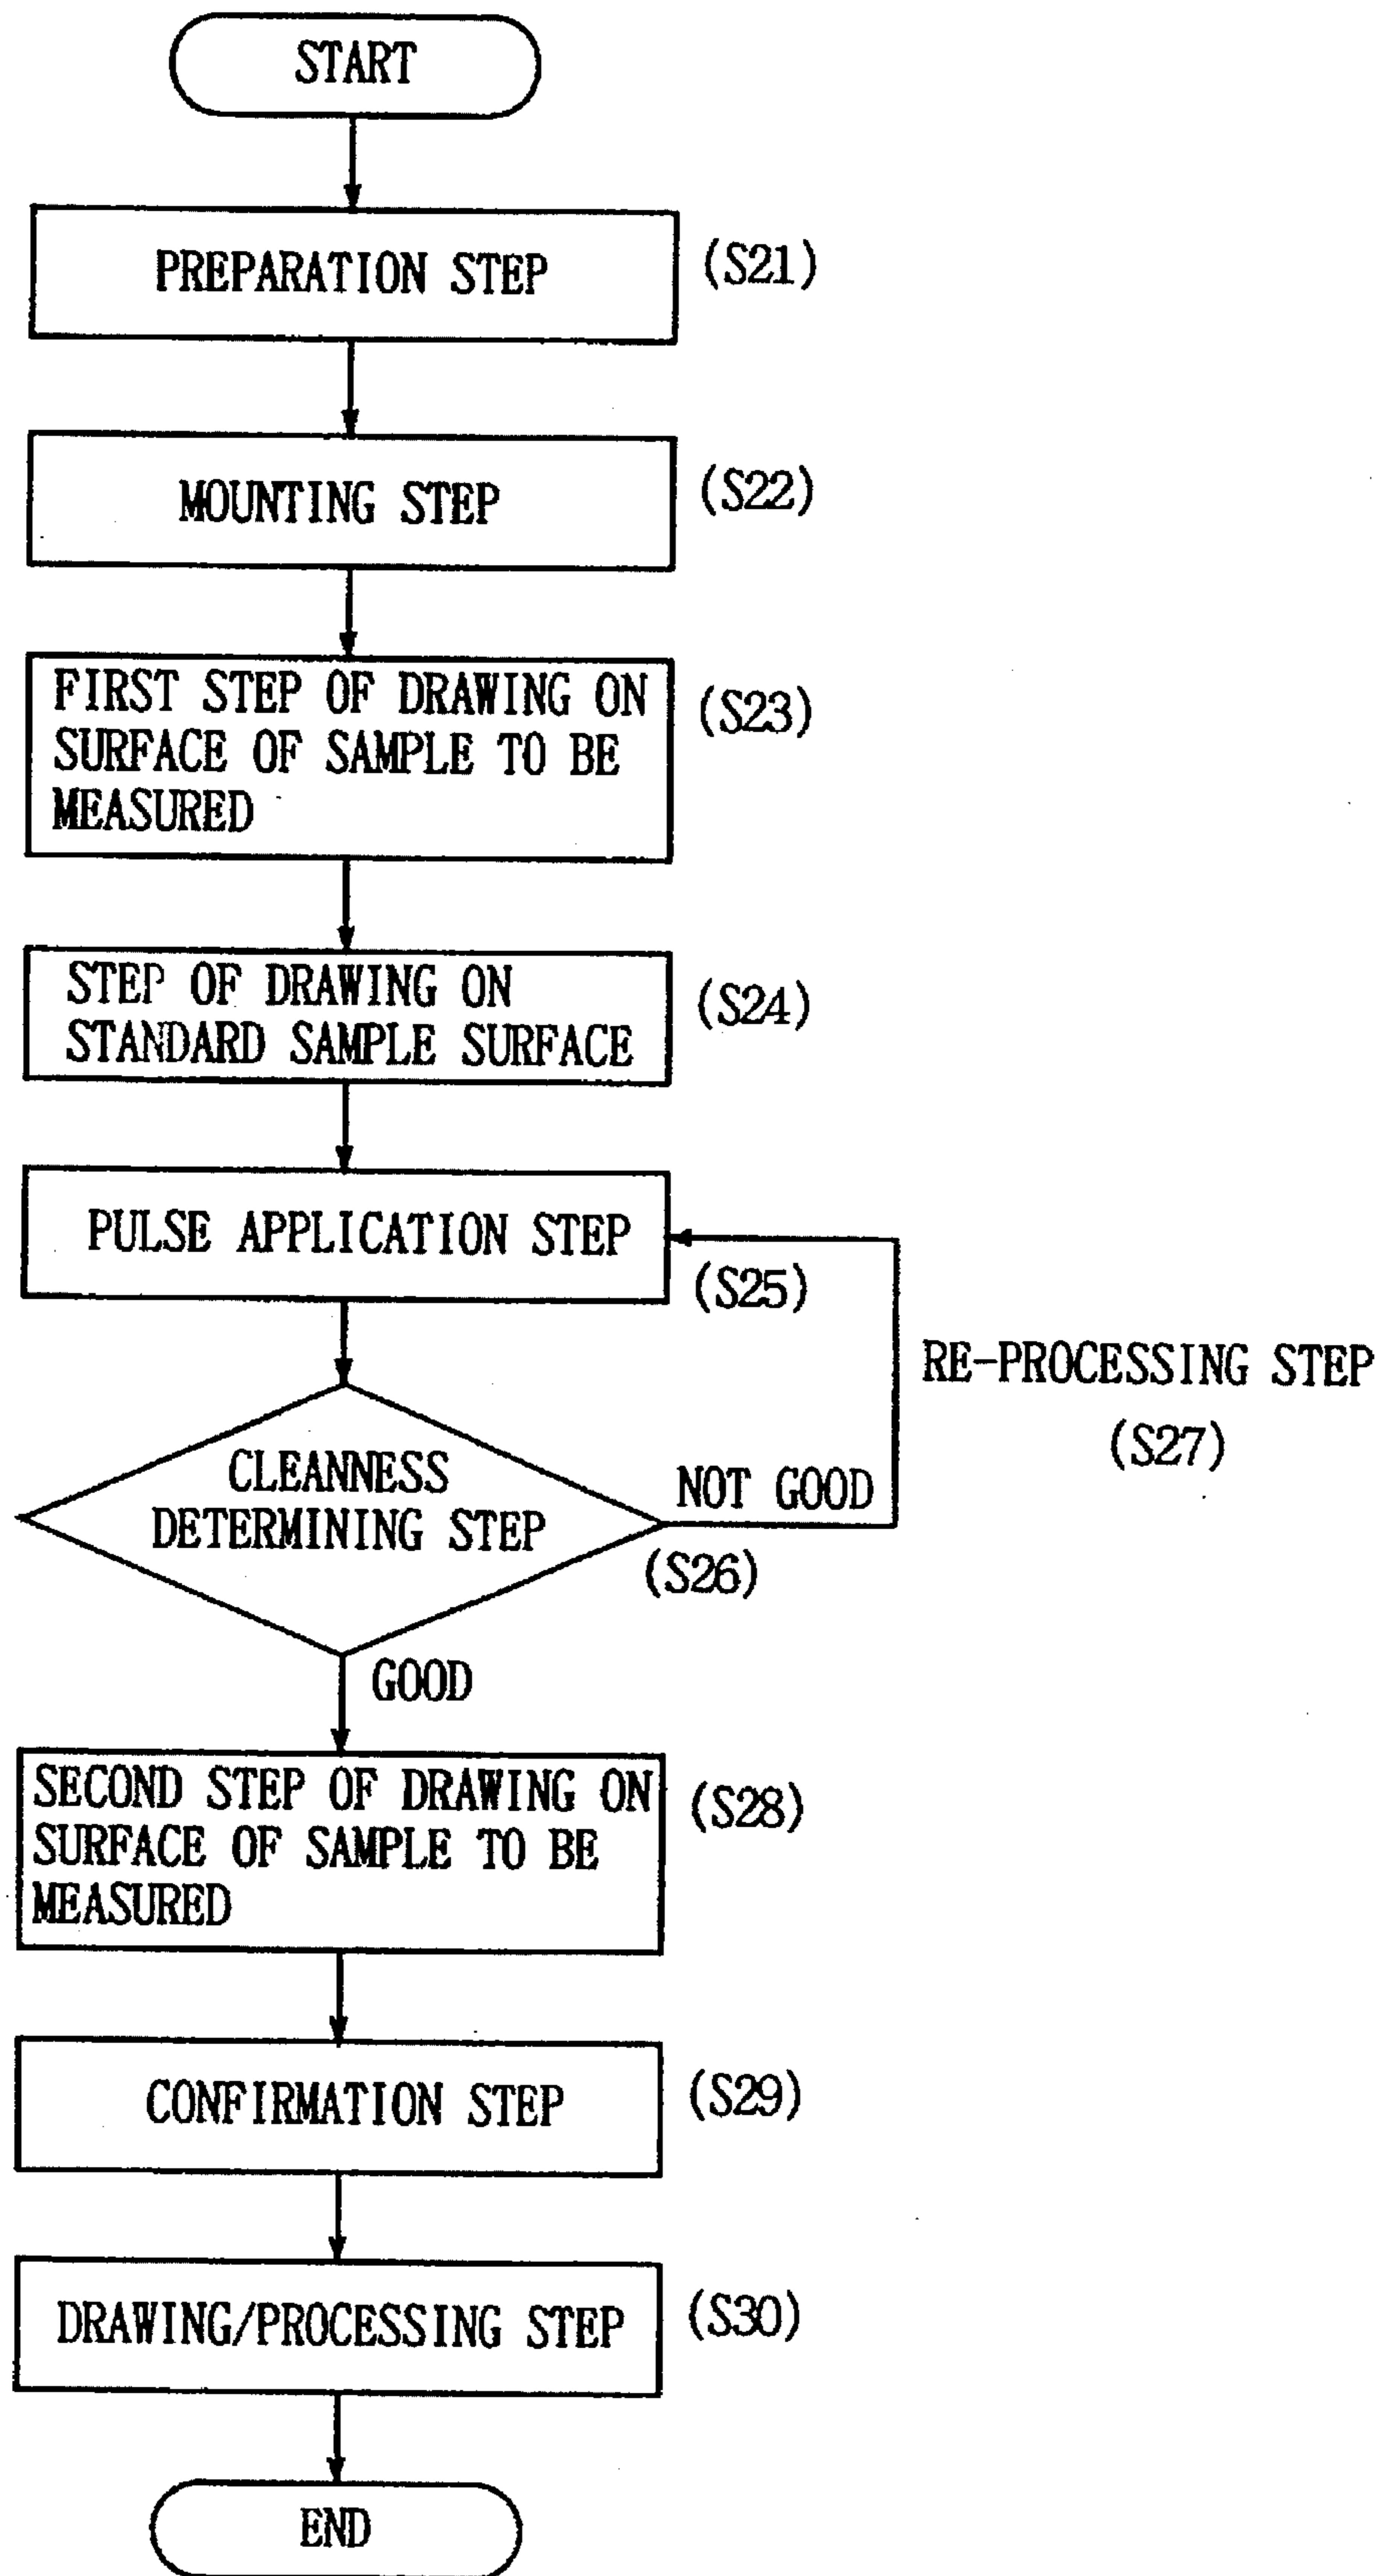 START
PREPARATION STEP
(S21)
MOUNTING STEP
(S22)
FIRST STEP OF DRAWING ON
SURFACE OF SAMPLE TO BE
MEASURED
(S23)
STEP OF DRAWING ON
STANDARD SAMPLE SURFACE
(S24)
PULSE APPLICATION STEP
(S25)
RE-PROCESSING STEP
(S27)
CLEANNESS
DETERMINING STEP
NOT GOOD
(S26)
GOOD
SECOND STEP OF DRAWING ON
SURFACE OF SAMPLE TO BE
MEASURED
(S28)
CONFIRMATION STEP
(S29)
DRAWING/PROCESSING STEP
(S30)
END